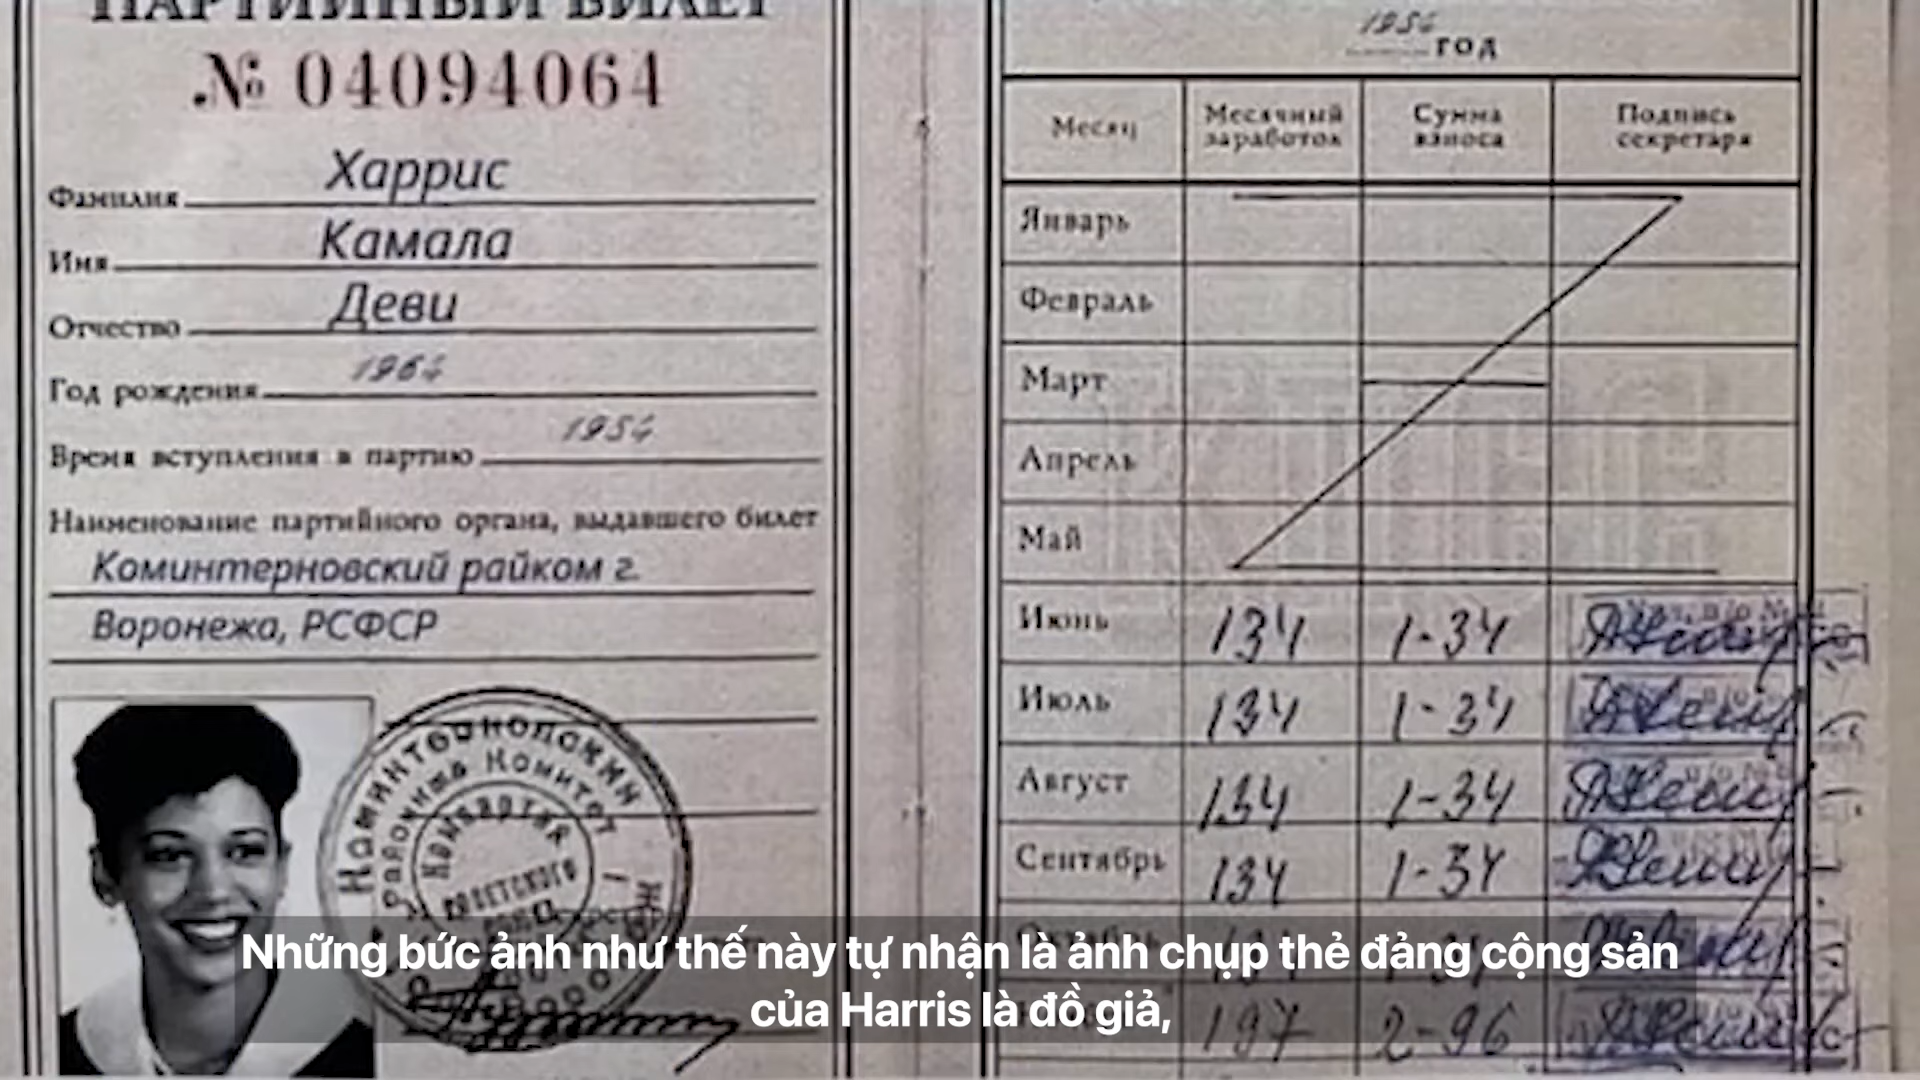 ПАРТИЙНЫЙ БИЛЕТ
№ 04094064
Фамилия Харрис
Имя Камала
Отчество Деви
Год рождения 1964
Время вступления в партию 1954
Наименование партийного органа, выдавшего билет
Коминтерновский райком г.
Воронежа, РСФСР
1954 год
Месяц Месячный заработок Сумма взноса Подпись секретаря
Январь
Февраль
Март
Апрель
Май
Июнь 134 1-34
Июль 134 1-34
Август 134 1-34
Сентябрь 134 1-34
Октябрь
197 2-96
Những bức ảnh như thế này tự nhận là ảnh chụp thẻ đảng cộng sản
của Harris là đồ giả,